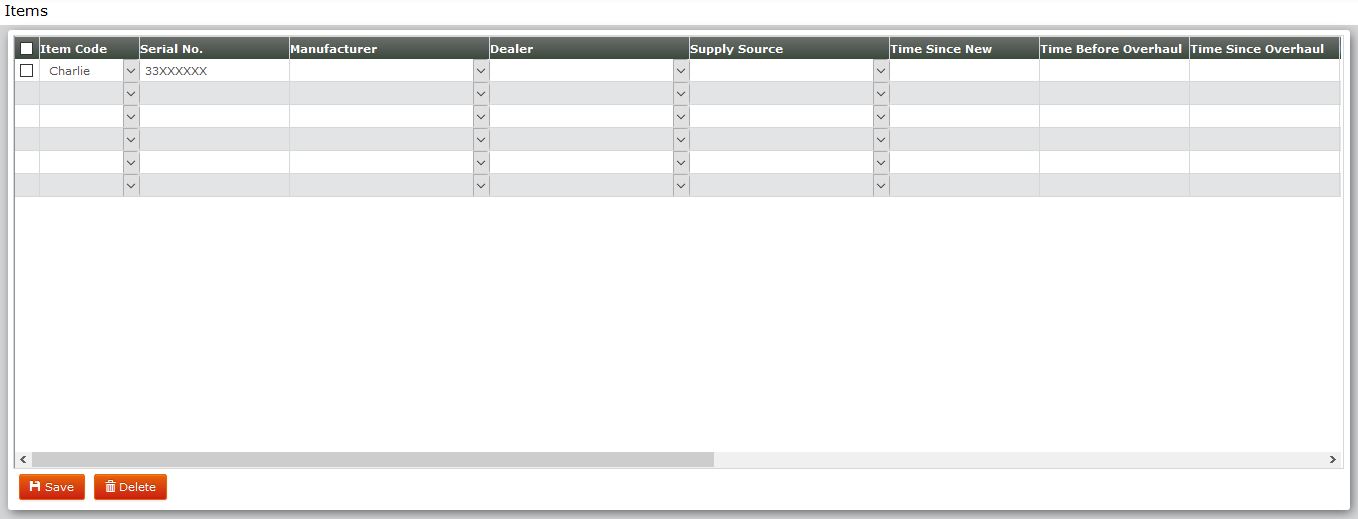 Items
Item Code Serial No. Manufacturer Dealer Supply Source Time Since New Time Before Overhaul Time Since Overhaul
Charlie 33XXXXXX
Save Delete